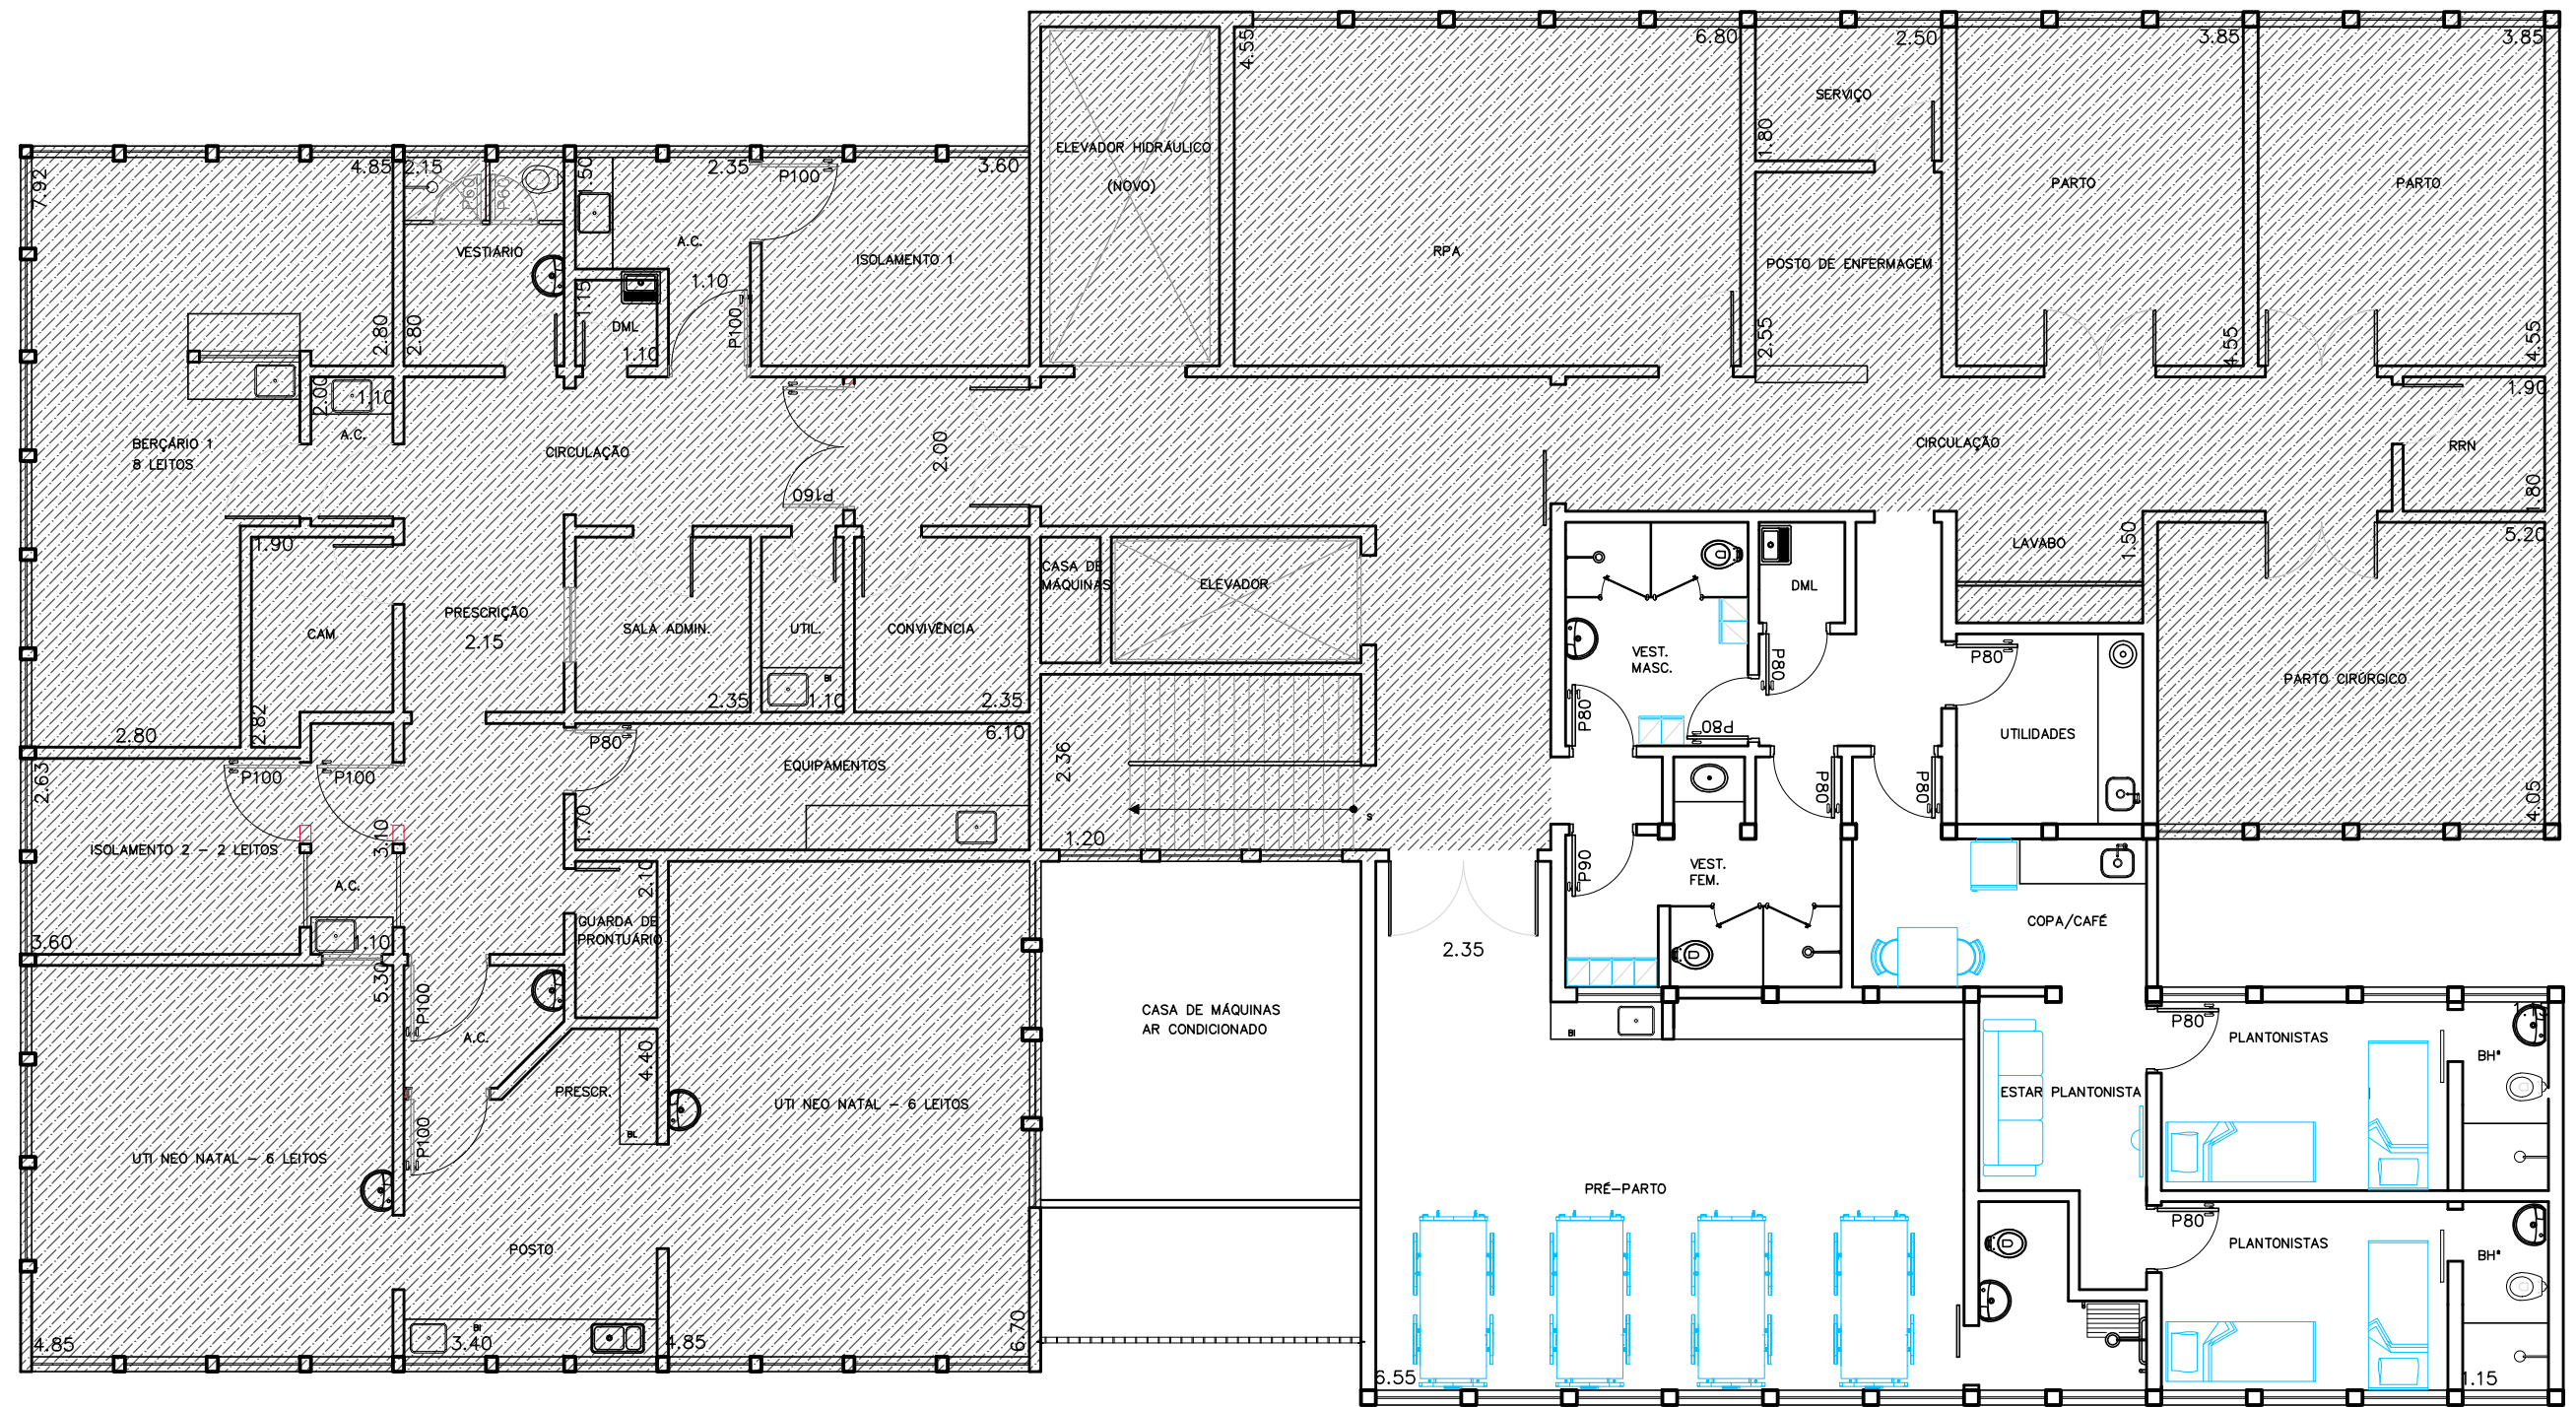 4.55
6.80
2.50
3.85
3.85
SERVIÇO
1.80
ELEVADOR HIDRÁULICO
(NOVO)
7.92
4.85
2.15
P60
P60
.50
2.35
P100
3.60
PARTO
PARTO
A.C.
VESTIÁRIO
ISOLAMENTO 1
RPA
POSTO DE ENFERMAGEM
1.10
1.15
DML
1.10
P100
2.80
2.80
2.55
4.55
4.55
2.00
1.10
A.C.
BERÇÁRIO 1
8 LEITOS
CIRCULAÇÃO
2.00
P160
CIRCULAÇÃO
1.90
RRN
1.80
1.90
CASA DE
MÁQUINAS
ELEVADOR
DML
LAVABO
1.50
5.20
CAM
PRESCRIÇÃO
2.15
SALA ADMIN.
UTIL.
CONVIVÊNCIA
BI
2.35
1.10
2.35
VEST.
MASC.
P80
P80
PARTO CIRÚRGICO
2.80
2.82
P80
6.10
P80
P80
UTILIDADES
P100
P100
EQUIPAMENTOS
2.36
2.63
3.10
1.70
P80
P80
4.05
ISOLAMENTO 2 - 2 LEITOS
1.20
S
A.C.
2.10
P90
VEST.
FEM.
GUARDA DE
PRONTUÁRIO
3.60
1.10
5.30
2.35
COPA/CAFÉ
P100
A.C.
4.40
PRESCR.
BL
CASA DE MÁQUINAS
AR CONDICIONADO
BI
P80
PLANTONISTAS
BHº
ESTAR PLANTONISTA
UTI NEO NATAL - 6 LEITOS
UTI NEO NATAL - 6 LEITOS
P100
PRÉ-PARTO
P80
PLANTONISTAS
BHº
POSTO
BI
4.85
3.40
4.85
6.70
6.55
1.15